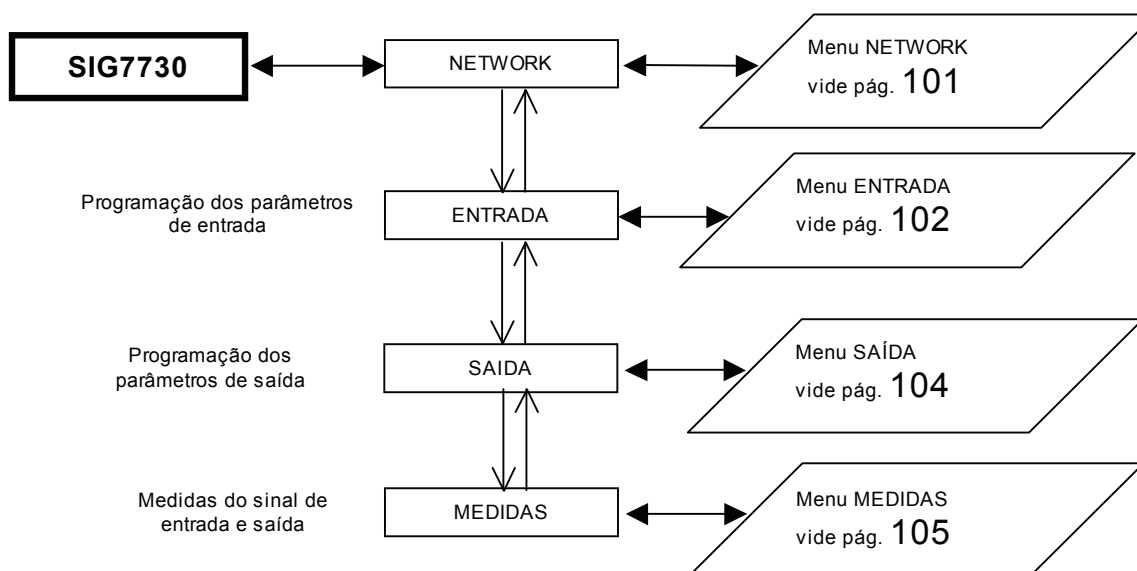 SIG7730
NETWORK
Menu NETWORK
vide pág. 101
Programação dos parâmetros
de entrada
ENTRADA
Menu ENTRADA
vide pág. 102
Programação dos
parâmetros de saída
SAIDA
Menu SAÍDA
vide pág. 104
Medidas do sinal de
entrada e saída
MEDIDAS
Menu MEDIDAS
vide pág. 105